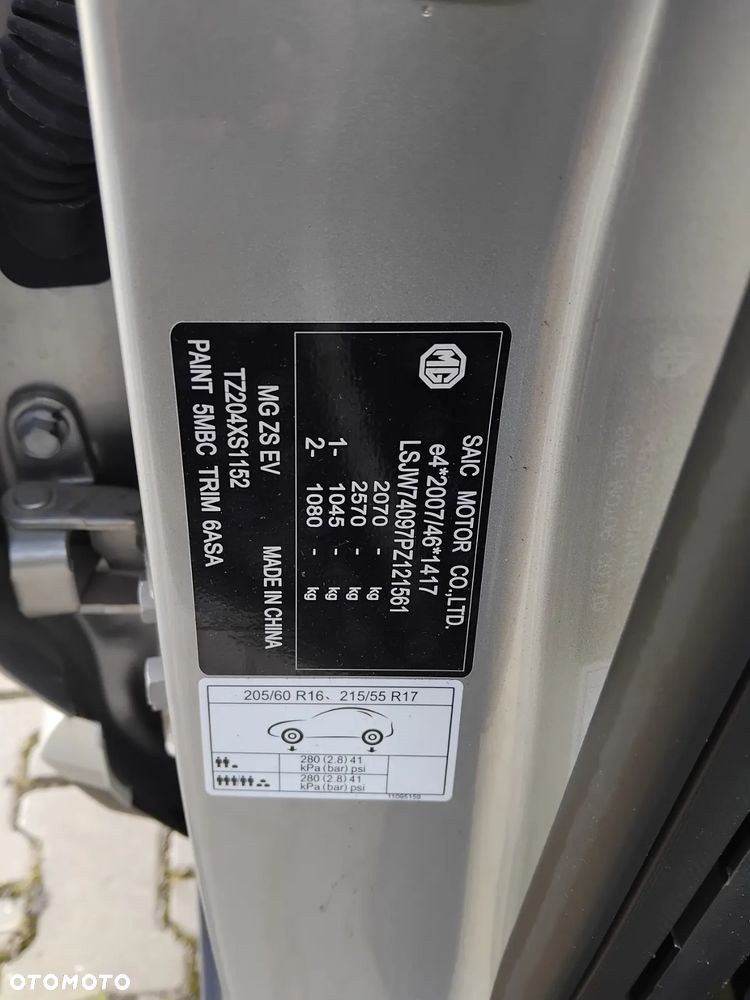 MG
SAIC MOTOR CO.,LTD.
e4*2007/46*1417
LSJW74097PZ121561
2070 - kg
2570 - kg
1- 1045 - kg
2- 1080 - kg
MG ZS EV MADE IN CHINA
TZ204XS1152
PAINT 5MBC TRIM 6ASA
205/60 R16、215/55 R17
280 (2.8) 41
kPa (bar) psi
280 (2.8) 41
kPa (bar) psi
11095159
OTOMOTO